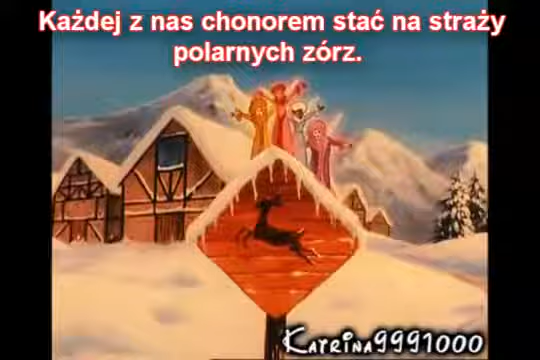 Każdej z nas chonorem stać na straży
polarnych zórz.
Katrina9991000